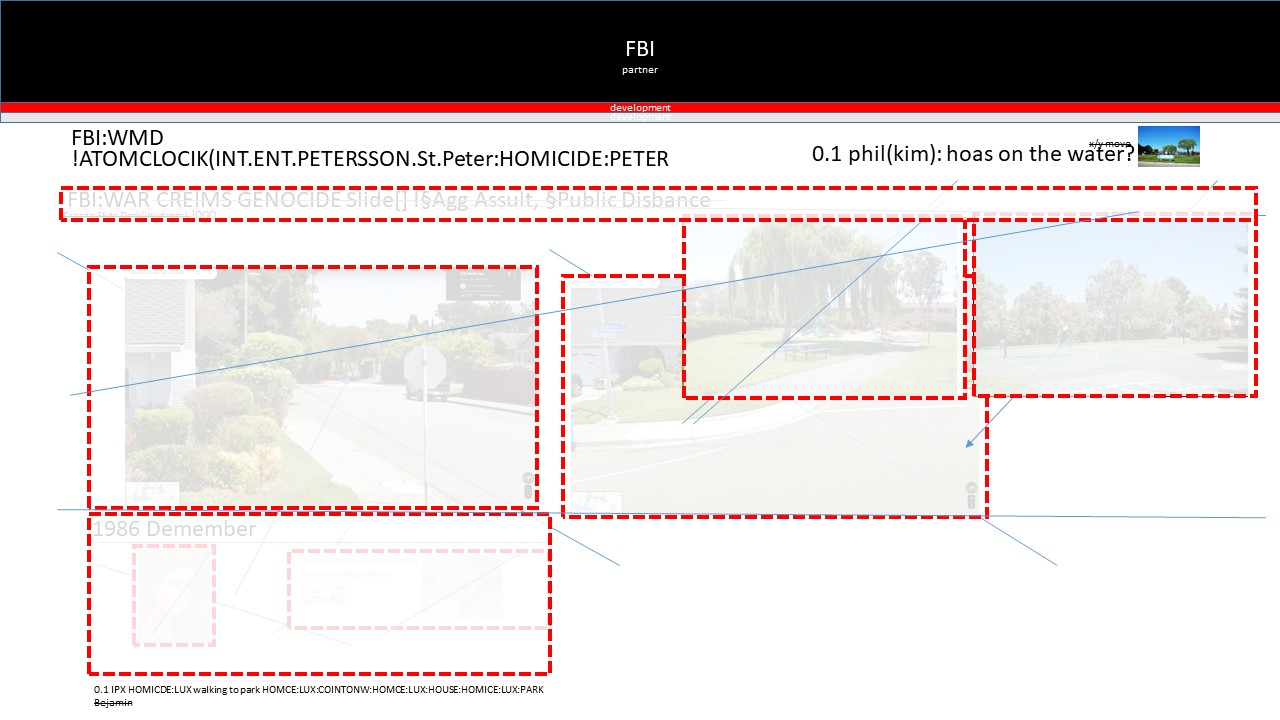 FBI
partner
development
development
FBI:WMD
!ATOMCLOCIK(INT.ENT.PETERSSON.St.Peter:HOMICIDE:PETER
x/y move
0.1 phil(kim): hoas on the water?
FBI:WAR CREIMS GENOCIDE Slide[] !§Agg Assult, §Public Disbance
1986 Demember
0.1 IPX HOMICDE:LUX walking to park HOMCE:LUX:COINTONW:HOMCE:LUX:HOUSE:HOMICE:LUX:PARK
Bejamin